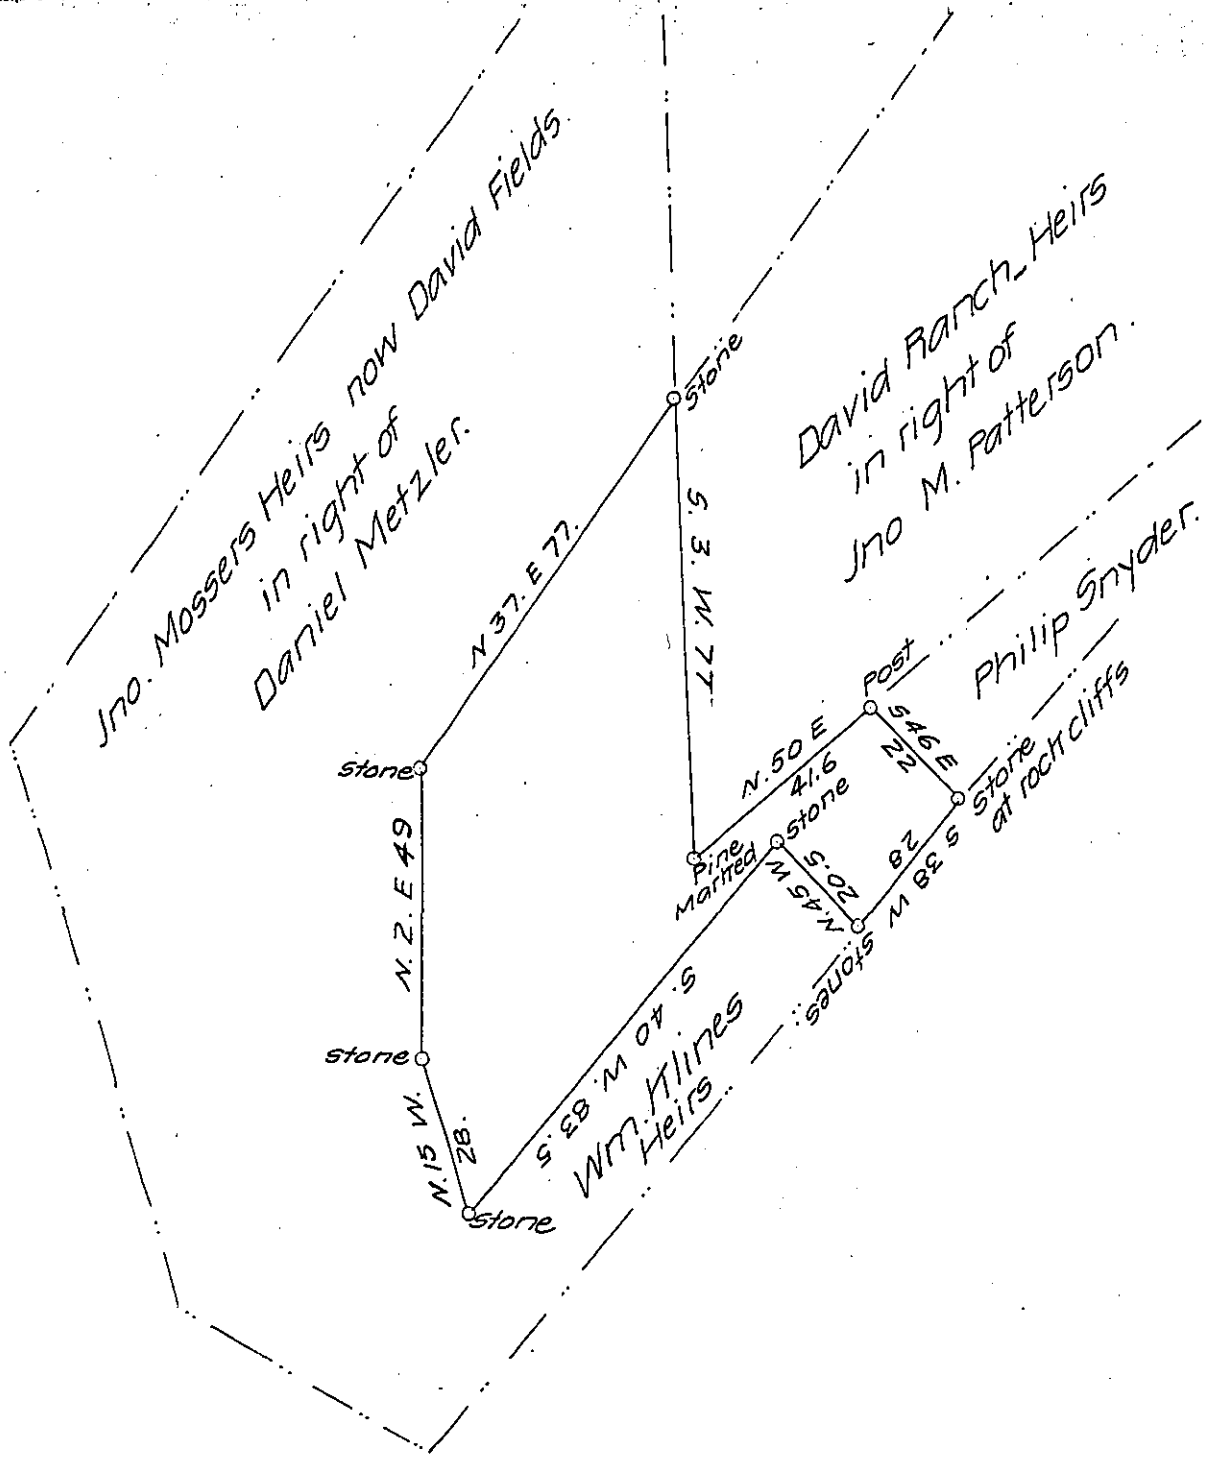 Jno. Mossers Heirs now David Fields
in right of
Daniel Metzler.
David Ranch Heirs
in right of
Jno M. Patterson.
Philip Snyder.
Stone
N 37. E 77.
S. 3. W. 77
Post
S 46 E
22
N. 50 E
41.6
Stone
Stone
at rock cliffs
Pine
Marked
stone
N. 2. E 49
N. 45 W
20.5
28
S 38 W
stones
S. 40 W. 83.5
Wm. Klines
Heirs
stone
N. 15 W.
28.
Stone